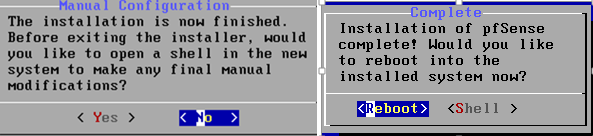 Manual Configuration
The installation is now finished.
Before exiting the installer, would
you like to open a shell in the new
system to make any final manual
modifications?
< Yes > < No >
Complete
Installation of pfSense
complete! Would you like
to reboot into the
installed system now?
<Reboot> <Shell >